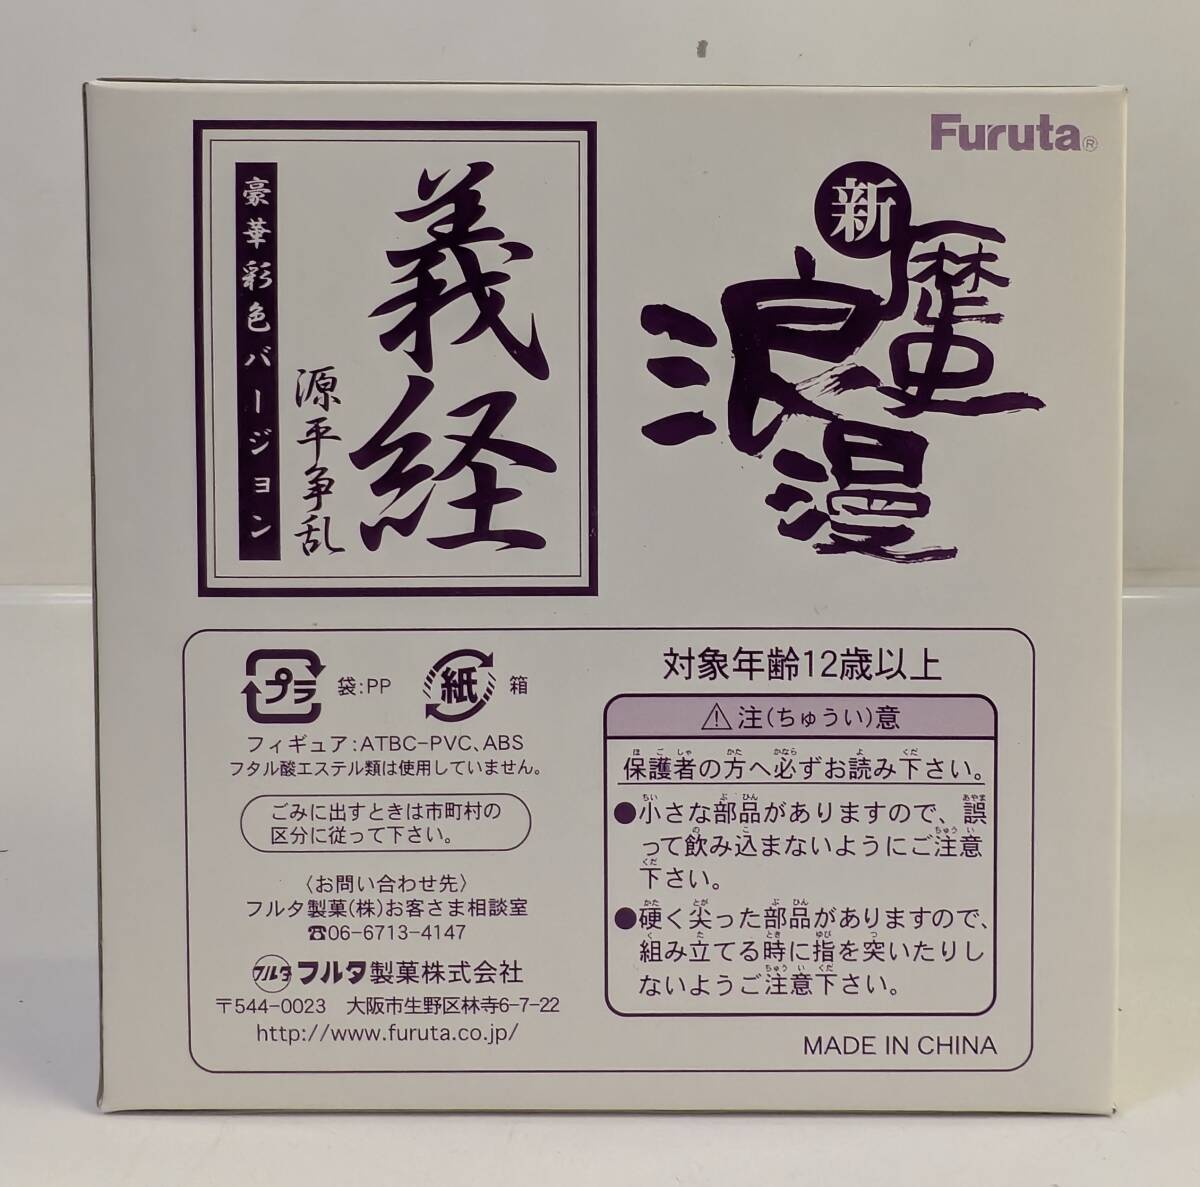 Furuta®
新
歴史
浪漫
義経
源平争乱
豪華彩色バージョン
プラ 袋:PP 紙 箱
フィギュア:ATBC-PVC、ABS
フタル酸エステル類は使用していません。
ごみに出すときは市町村の
区分に従って下さい。
〈お問い合わせ先〉
フルタ製菓(株)お客さま相談室
☎06-6713-4147
フルタ フルタ製菓株式会社
〒544-0023 大阪市生野区林寺6-7-22
http://www.furuta.co.jp/
対象年齢12歳以上
⚠注(ちゅうい)意
保護者の方へ必ずお読み下さい。
●小さな部品がありますので、誤
って飲み込まないようにご注意
下さい。
●硬く尖った部品がありますので、
組み立てる時に指を突いたりし
ないようご注意下さい。
MADE IN CHINA